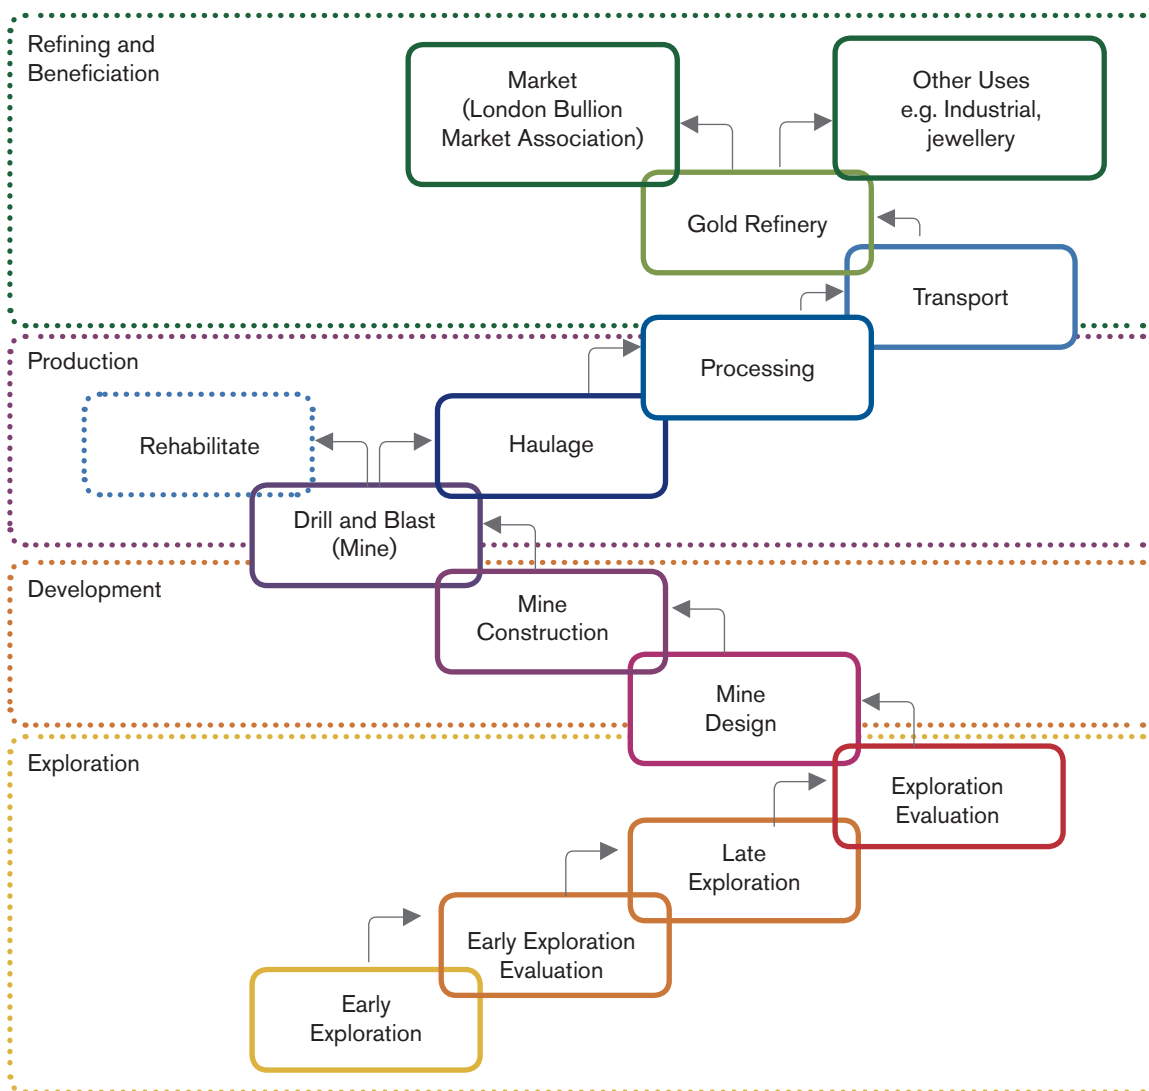 Refining and
Beneficiation
Market
(London Bullion
Market Association)
Other Uses
e.g. Industrial,
jewellery
Gold Refinery
Transport
Production
Processing
Rehabilitate
Haulage
Drill and Blast
(Mine)
Development
Mine
Construction
Mine
Design
Exploration
Exploration
Evaluation
Late
Exploration
Early Exploration
Evaluation
Early
Exploration